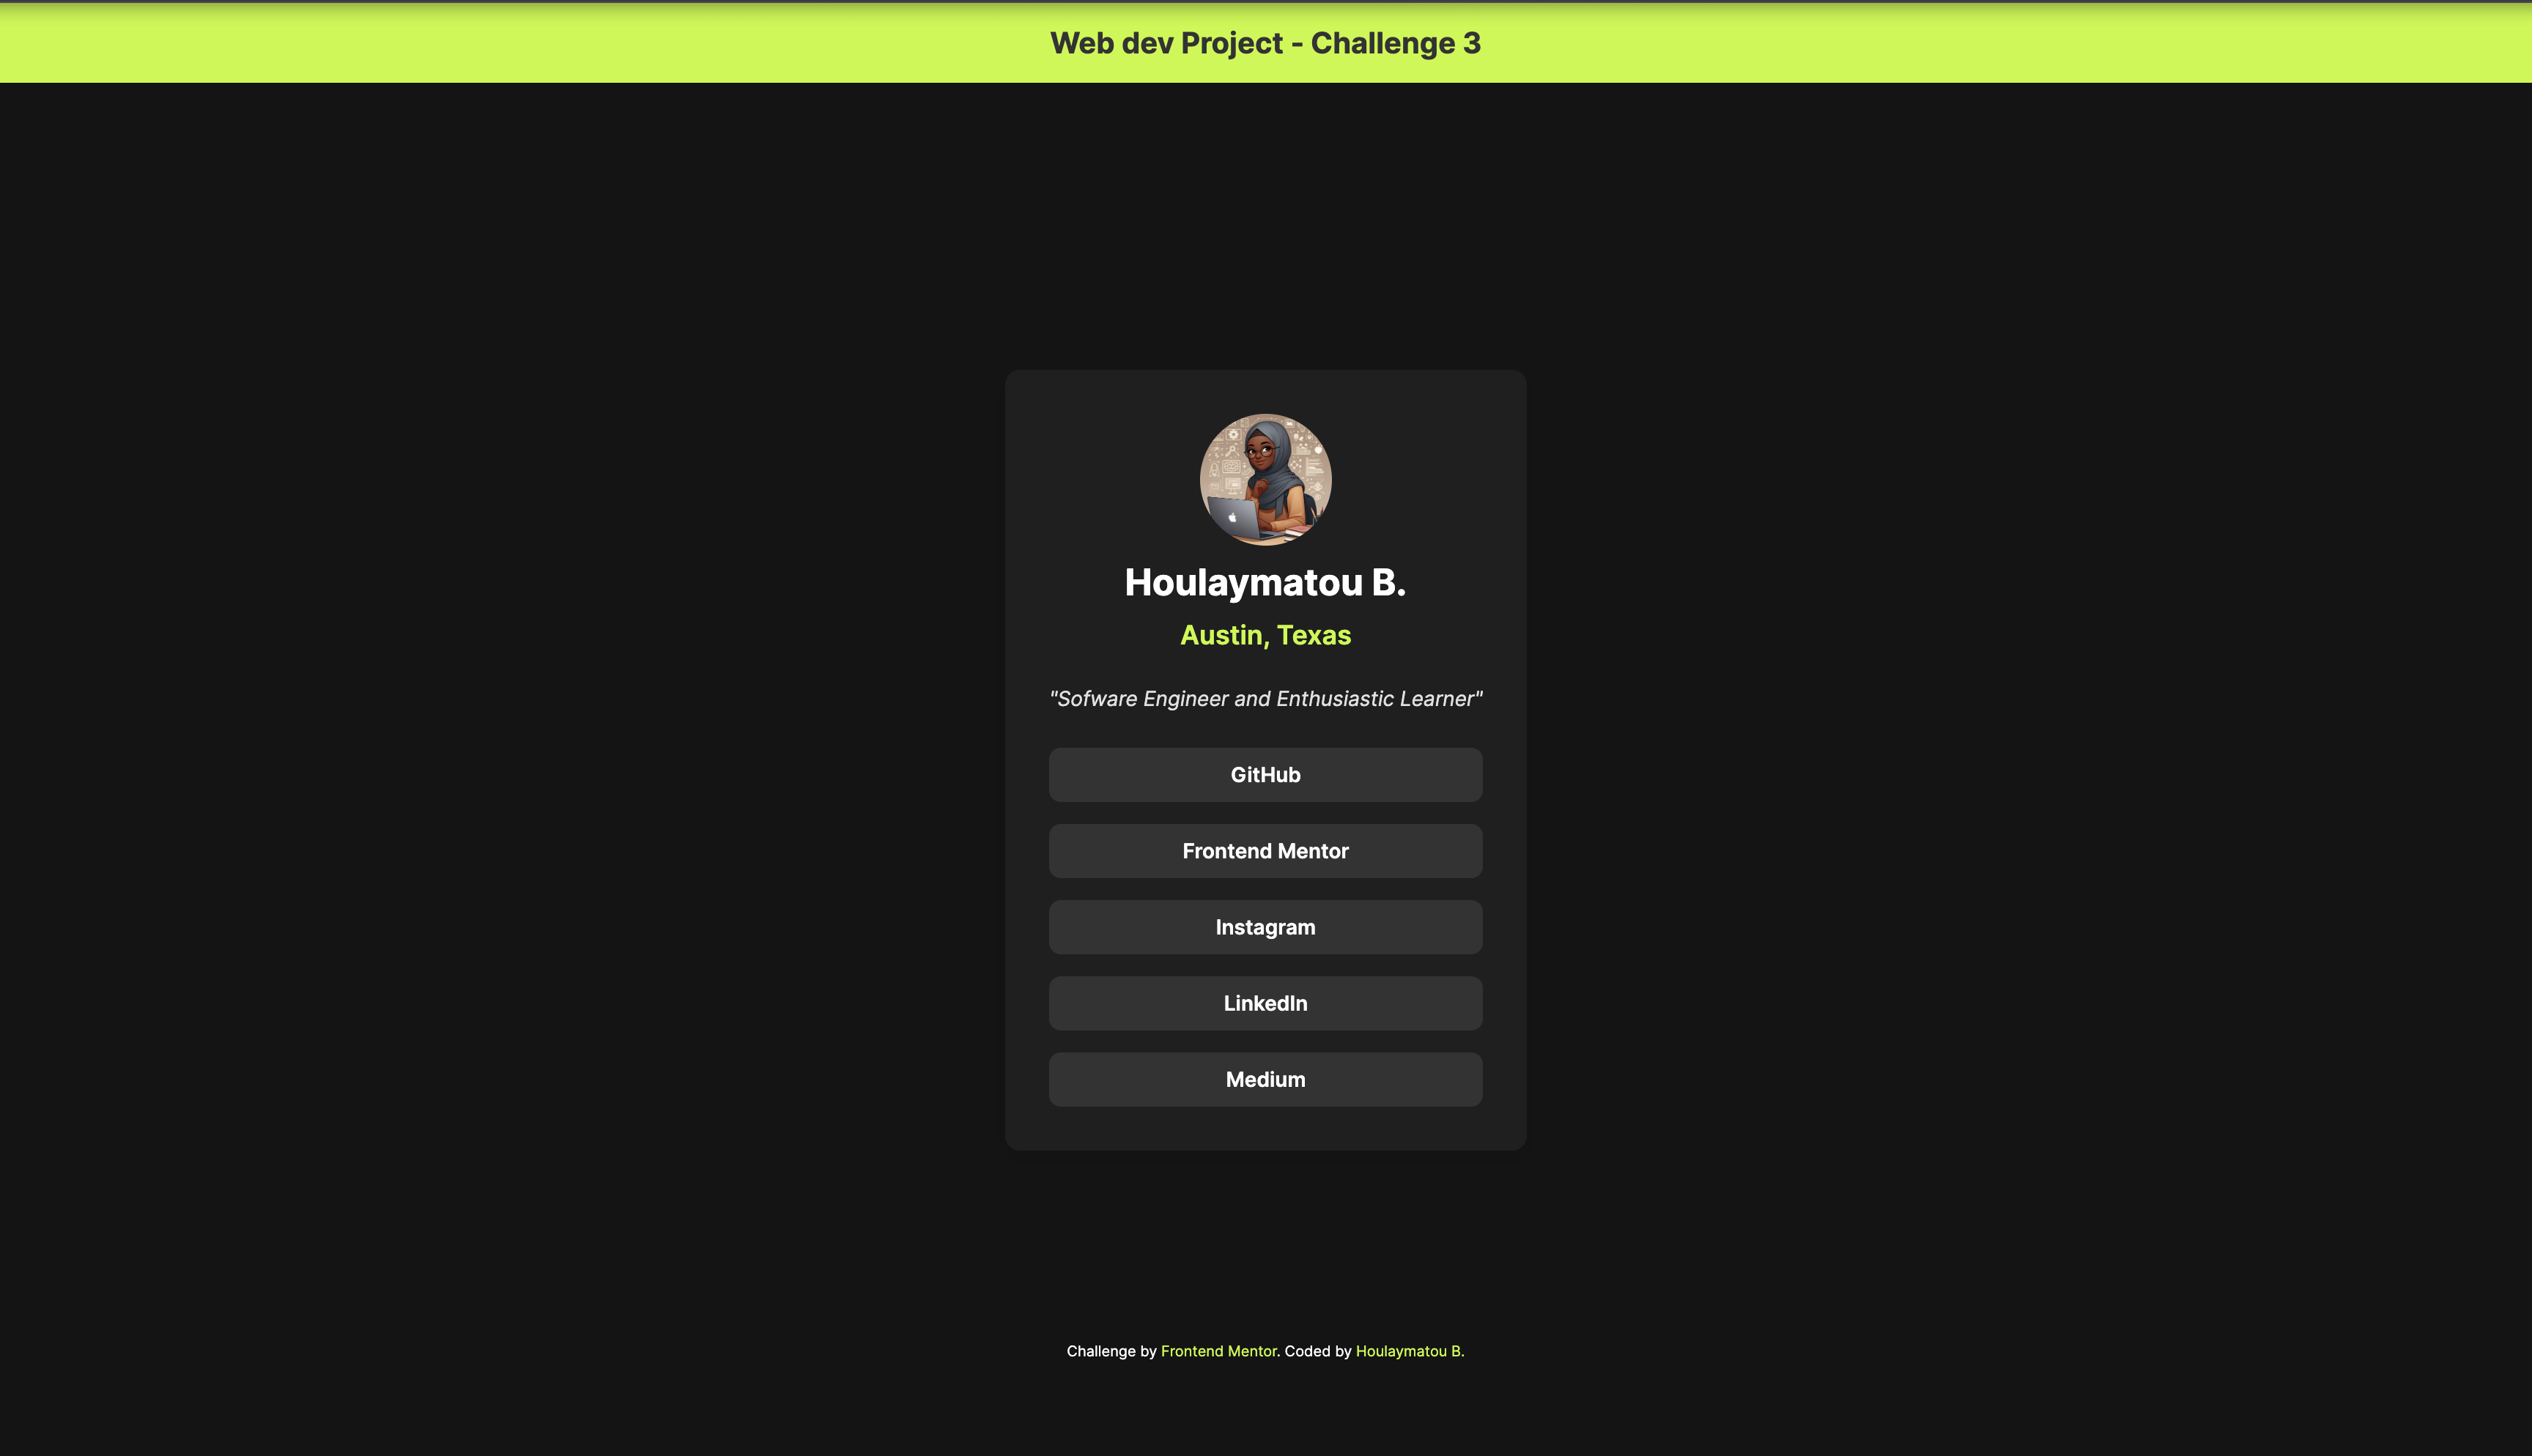 Web dev Project - Challenge 3
Houlaymatou B.
Austin, Texas
"Sofware Engineer and Enthusiastic Learner"
GitHub
Frontend Mentor
Instagram
LinkedIn
Medium
Challenge by Frontend Mentor. Coded by Houlaymatou B.